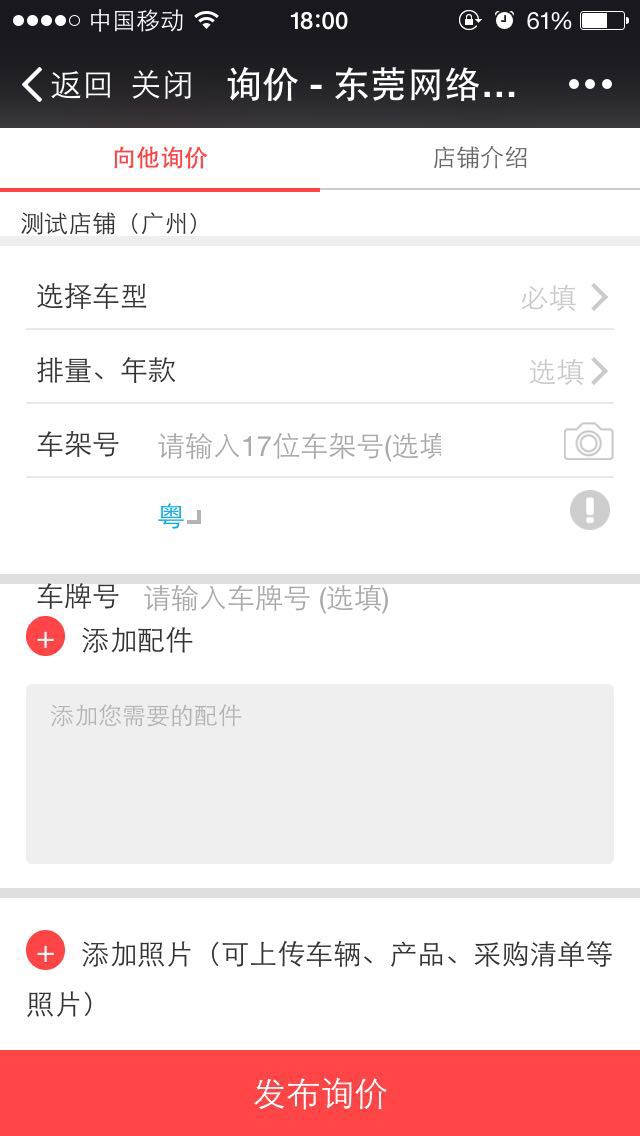 中国移动 18:00 61%
返回 关闭 询价 - 东莞网络...
向他询价 店铺介绍
测试店铺（广州）
选择车型 必填
排量、年款 选填
车架号 请输入17位车架号(选填
粤
车牌号 请输入车牌号 (选填)
添加配件
添加您需要的配件
添加照片（可上传车辆、产品、采购清单等
照片）
发布询价